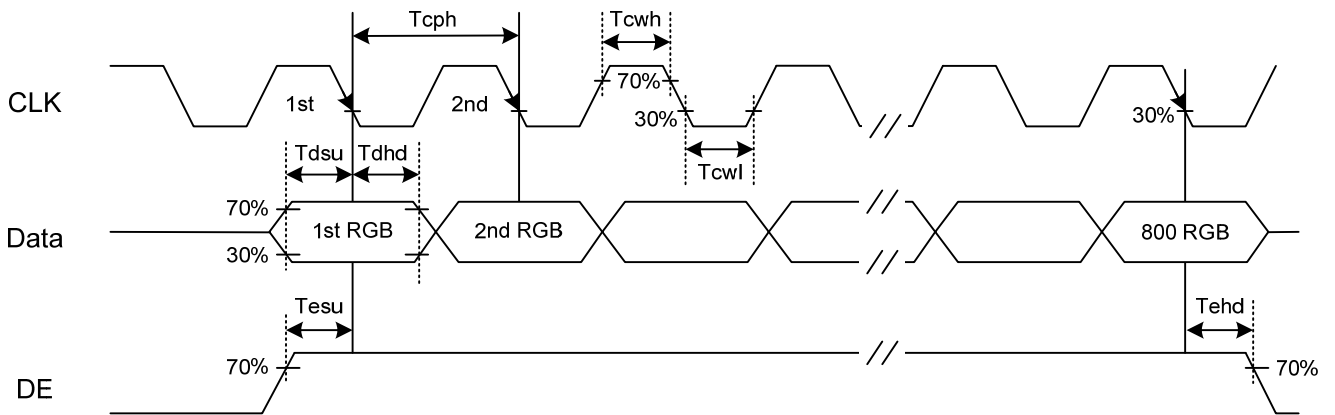 Tcph
Tcwh
CLK
1st
2nd
70%
30%
30%
Tcwl
Tdsu
Tdhd
70%
Data
1st RGB
2nd RGB
800 RGB
30%
Tesu
Tehd
70%
70%
DE